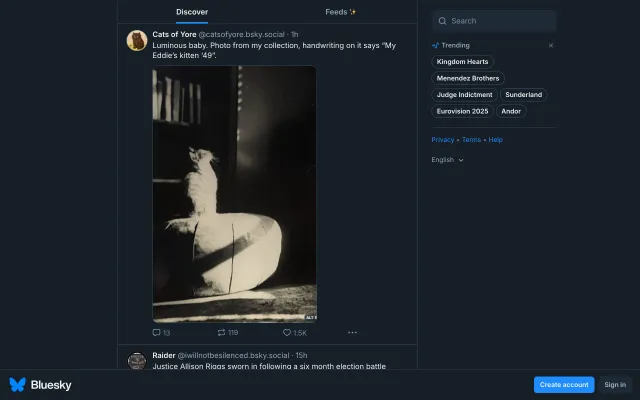 Discover
Feeds ✨
Cats of Yore @catsofyore.bsky.social · 1h
Luminous baby. Photo from my collection, handwriting on it says “My
Eddie’s kitten ‘49”.
ALT
13
119
1.5K
Raider @iwillnotbesilenced.bsky.social · 15h
Justice Allison Riggs sworn in following a six month election battle
Search
Trending
Kingdom Hearts
Menendez Brothers
Judge Indictment
Sunderland
Eurovision 2025
Andor
Privacy • Terms • Help
English
Bluesky
Create account
Sign in